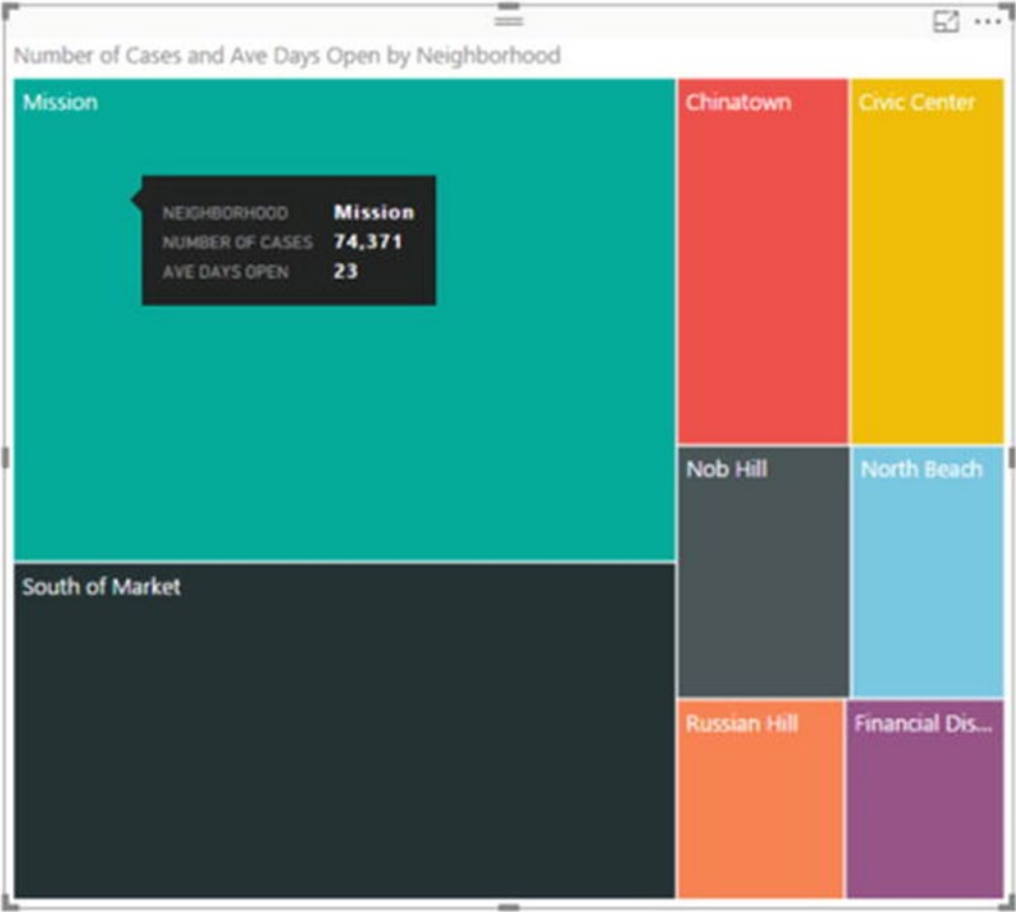 Number of Cases and Ave Days Open by Neighborhood
Mission
Chinatown
Civic Center
NEIGHBORHOOD Mission
NUMBER OF CASES 74,371
AVE DAYS OPEN 23
Nob Hill
North Beach
South of Market
Russian Hill
Financial Dis...